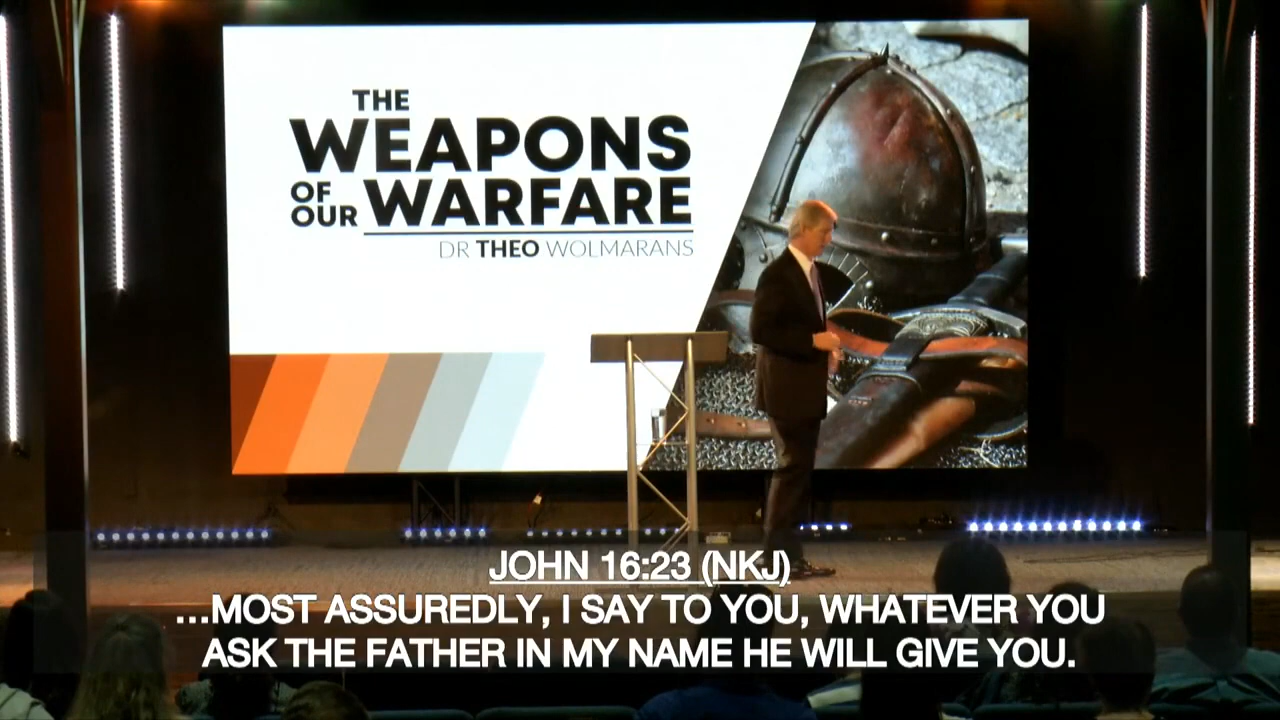 THE
WEAPONS
OF
OUR WARFARE
DR THEO WOLMARANS
JOHN 16:23 (NKJ)
...MOST ASSUREDLY, I SAY TO YOU, WHATEVER YOU
ASK THE FATHER IN MY NAME HE WILL GIVE YOU.